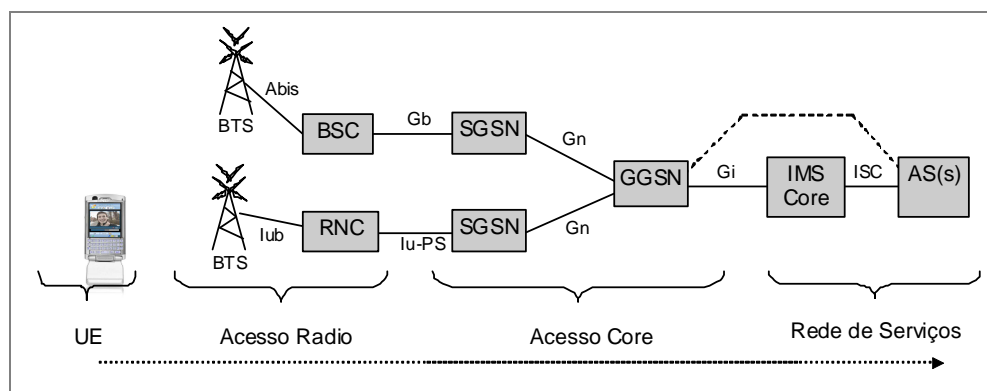 Abis
BTS
BSC
Gb
SGSN
Gn
GGSN
Gi
IMS Core
ISC
AS(s)
BTS
Iub
RNC
Iu-PS
SGSN
Gn
UE
Acesso Radio
Acesso Core
Rede de Serviços